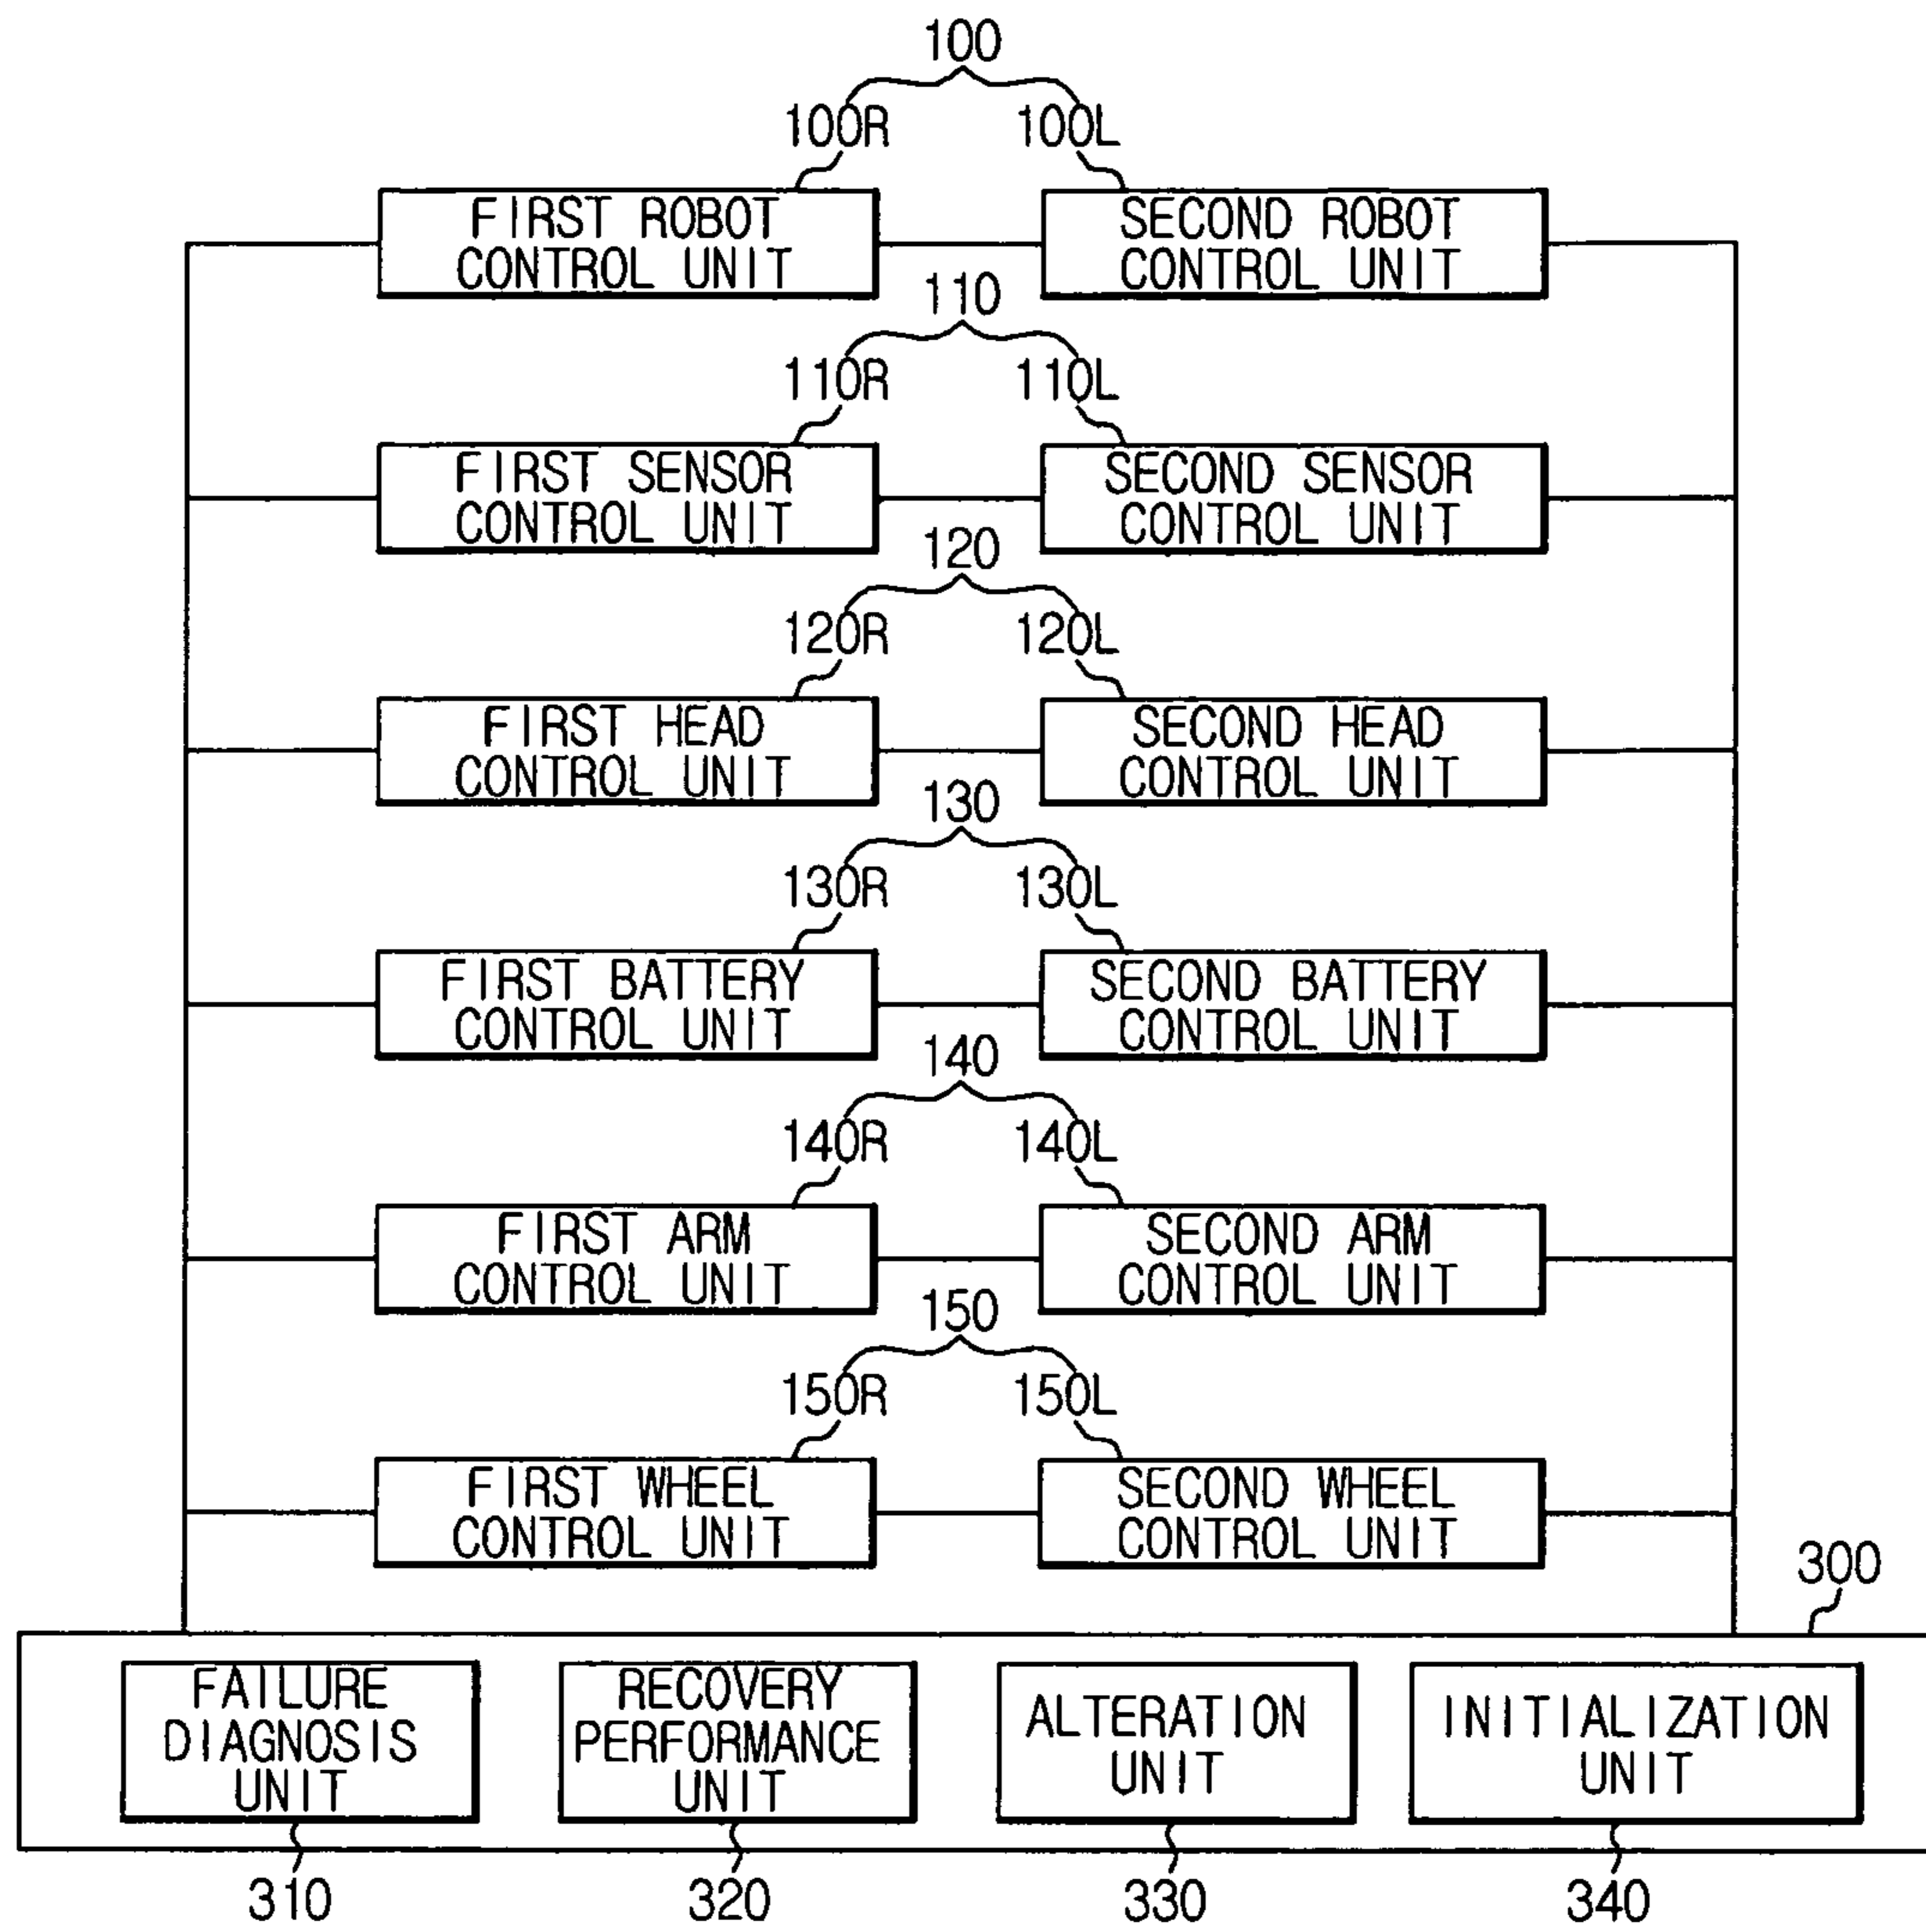 100
100R 100L
FIRST ROBOT
CONTROL UNIT
SECOND ROBOT
CONTROL UNIT
110
110R 110L
FIRST SENSOR
CONTROL UNIT
SECOND SENSOR
CONTROL UNIT
120
120R 120L
FIRST HEAD
CONTROL UNIT
SECOND HEAD
CONTROL UNIT
130
130R 130L
FIRST BATTERY
CONTROL UNIT
SECOND BATTERY
CONTROL UNIT
140
140R 140L
FIRST ARM
CONTROL UNIT
SECOND ARM
CONTROL UNIT
150
150R 150L
FIRST WHEEL
CONTROL UNIT
SECOND WHEEL
CONTROL UNIT
300
FAILURE
DIAGNOSIS
UNIT
RECOVERY
PERFORMANCE
UNIT
ALTERATION
UNIT
INITIALIZATION
UNIT
310 320 330 340